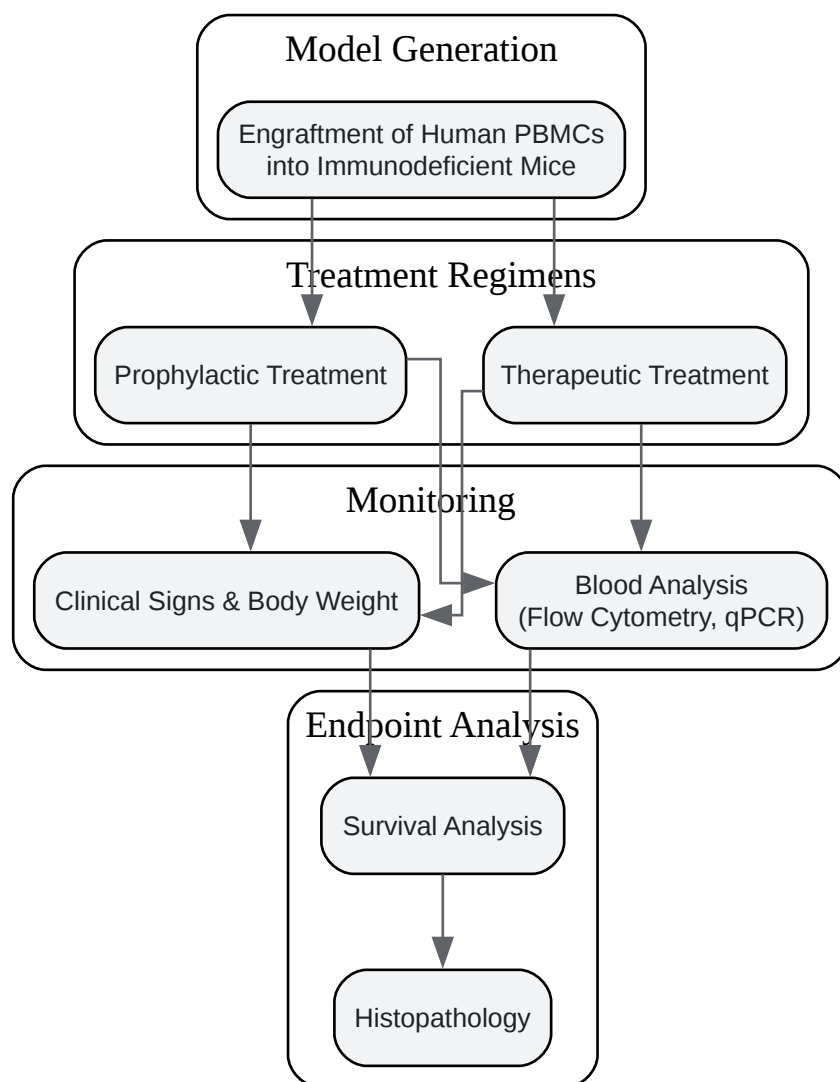 Model Generation
Engraftment of Human PBMCs
into Immunodeficient Mice
Treatment Regimens
Prophylactic Treatment
Therapeutic Treatment
Monitoring
Clinical Signs & Body Weight
Blood Analysis
(Flow Cytometry, qPCR)
Endpoint Analysis
Survival Analysis
Histopathology